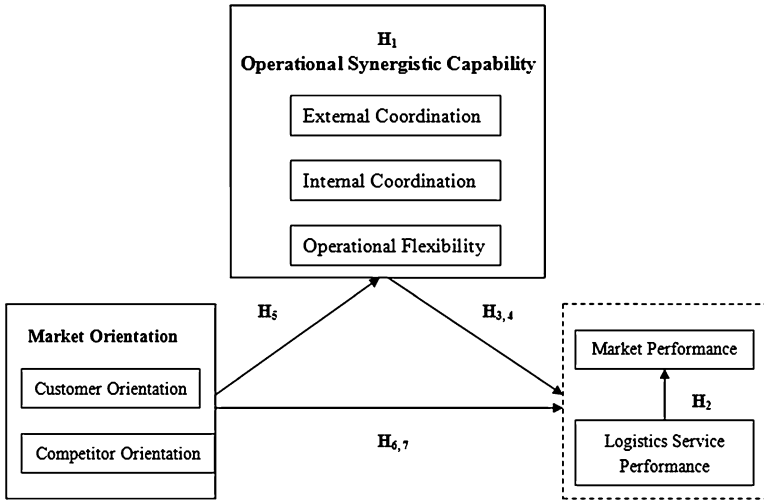 H1
Operational Synergistic Capability
External Coordination
Internal Coordination
Operational Flexibility
H5
H3, 4
Market Orientation
Customer Orientation
Competitor Orientation
H6, 7
Market Performance
H2
Logistics Service
Performance